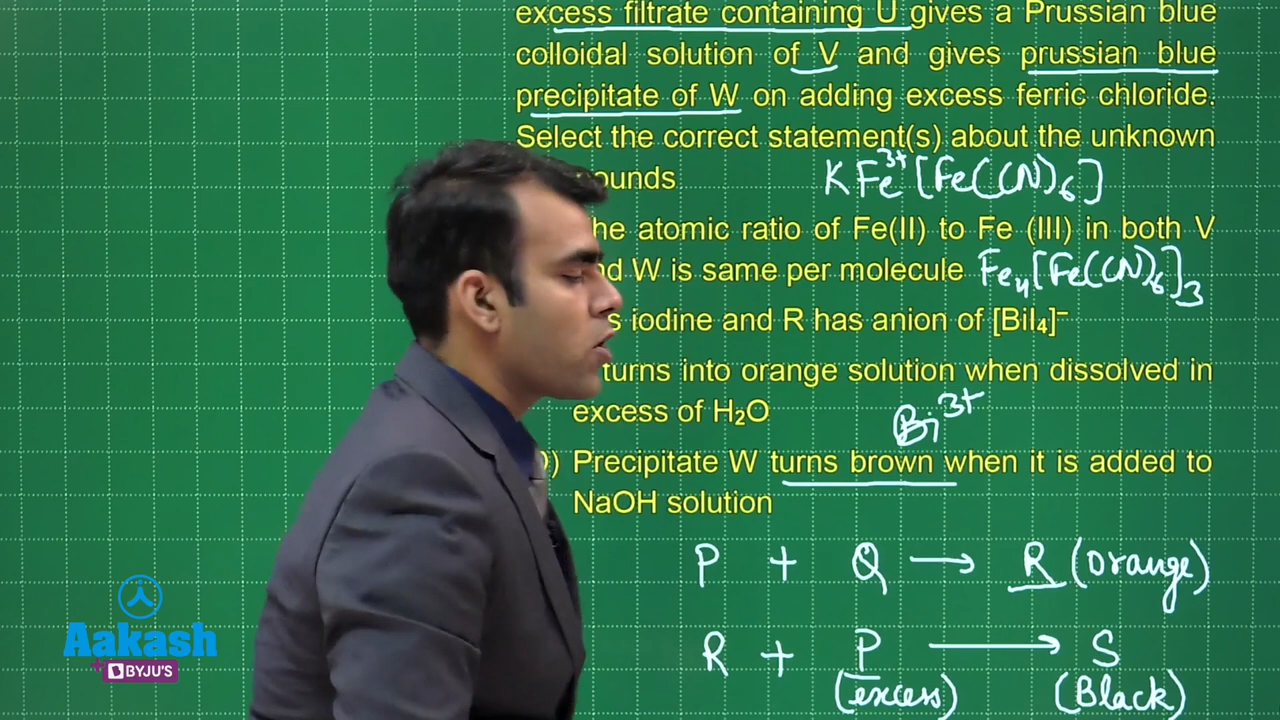 excess filtrate containing U gives a Prussian blue
colloidal solution of V and gives prussian blue
precipitate of W on adding excess ferric chloride.
Select the correct statement(s) about the unknown
ounds
KFe³⁺[Fe(CN)₆]
he atomic ratio of Fe(II) to Fe (III) in both V
d W is same per molecule
Fe₄[Fe(CN)₆]₃
s iodine and R has anion of [BiI₄]⁻
turns into orange solution when dissolved in
excess of H₂O
Bi³⁺
) Precipitate W turns brown when it is added to
NaOH solution
P + Q → R (orange)
R + P → S
(excess) (Black)
Aakash
+ BYJU'S